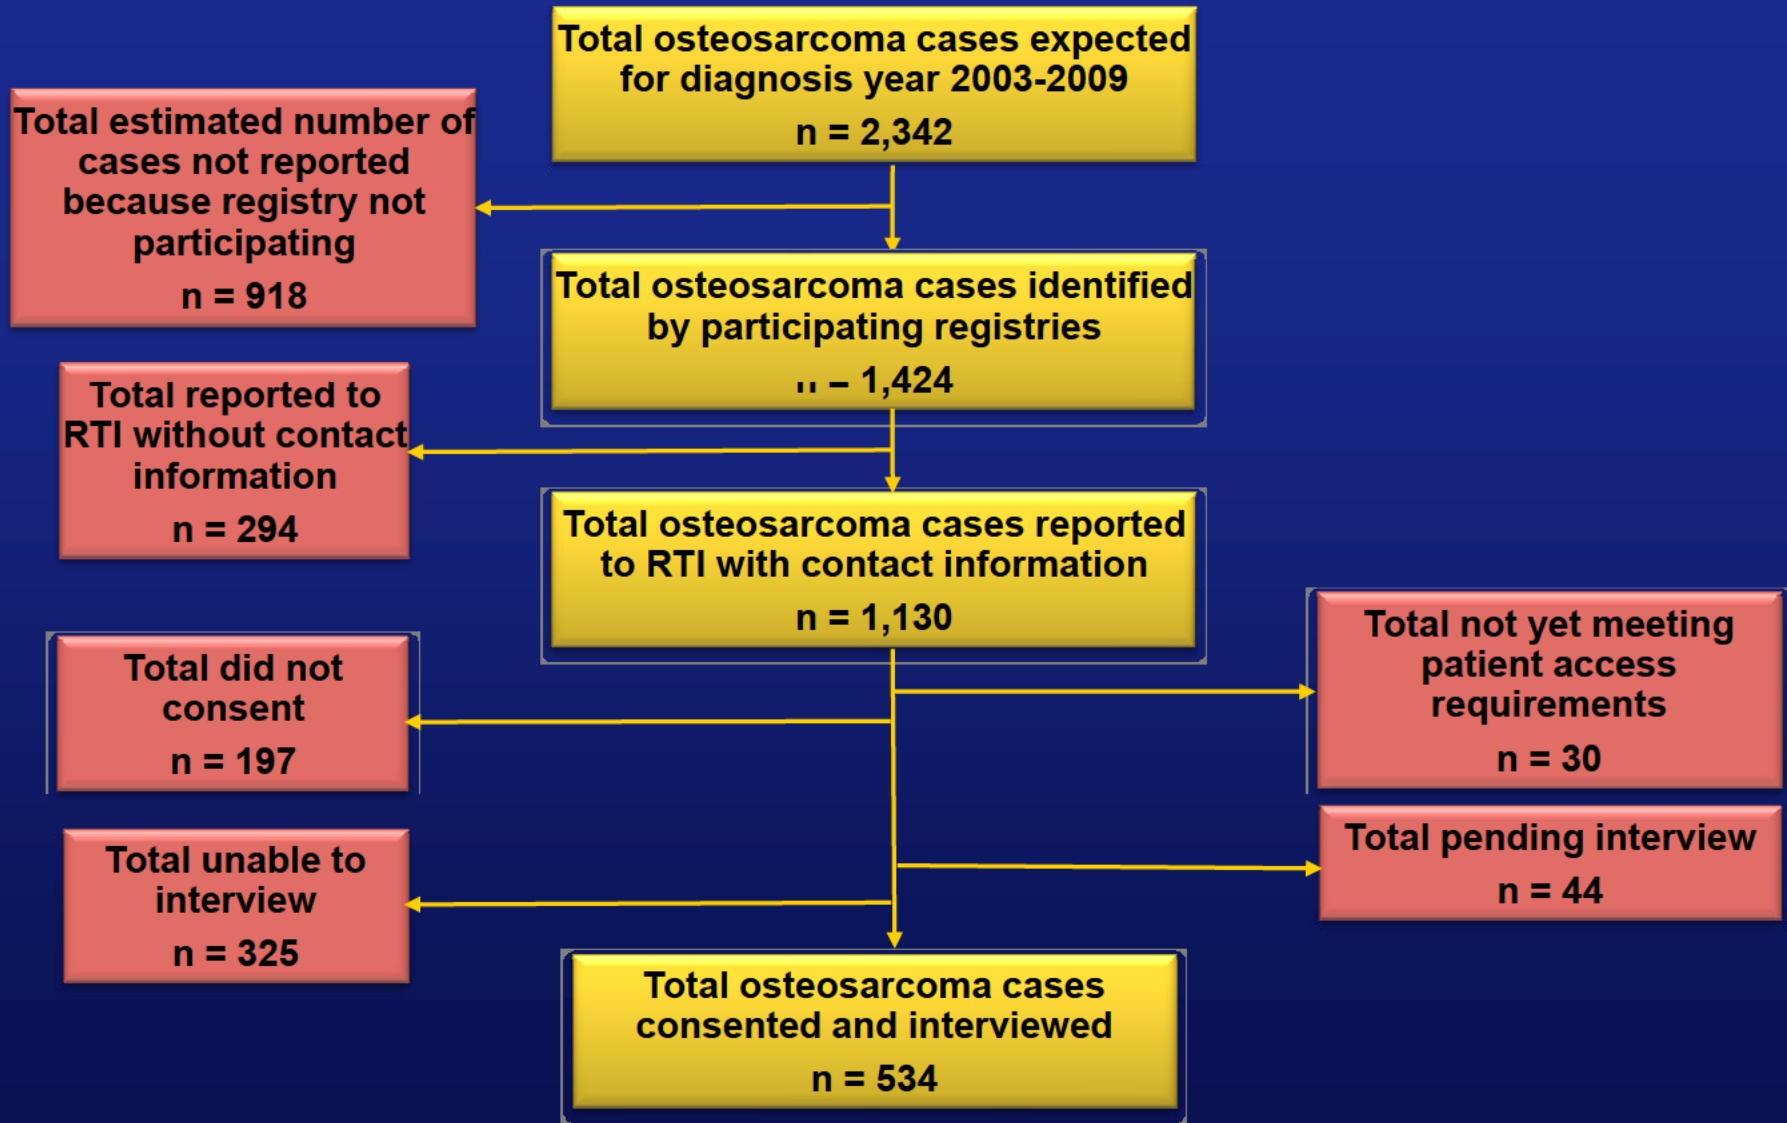 Total osteosarcoma cases expected
for diagnosis year 2003-2009
n = 2,342
Total estimated number of
cases not reported
because registry not
participating
n = 918
Total osteosarcoma cases identified
by participating registries
n = 1,424
Total reported to
RTI without contact
information
n = 294
Total osteosarcoma cases reported
to RTI with contact information
n = 1,130
Total not yet meeting
patient access
requirements
n = 30
Total did not
consent
n = 197
Total pending interview
n = 44
Total unable to
interview
n = 325
Total osteosarcoma cases
consented and interviewed
n = 534